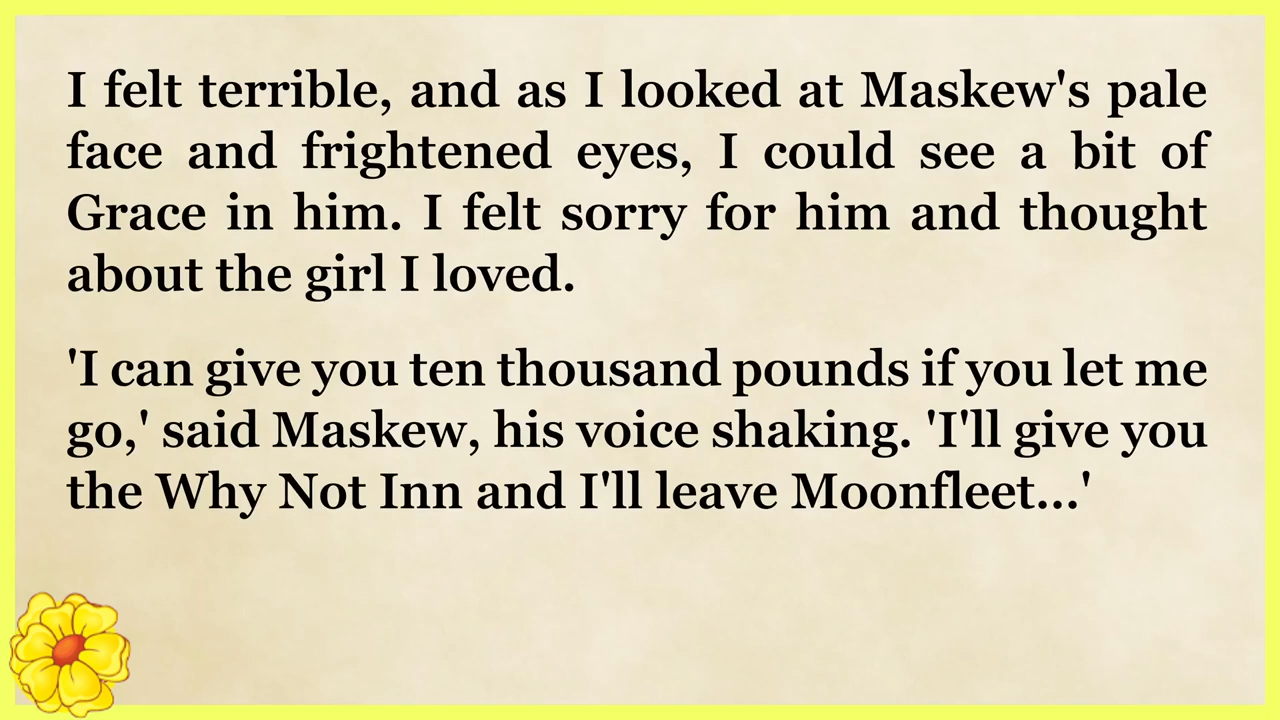 I felt terrible, and as I looked at Maskew's pale
face and frightened eyes, I could see a bit of
Grace in him. I felt sorry for him and thought
about the girl I loved.
'I can give you ten thousand pounds if you let me
go,' said Maskew, his voice shaking. 'I'll give you
the Why Not Inn and I'll leave Moonfleet...'